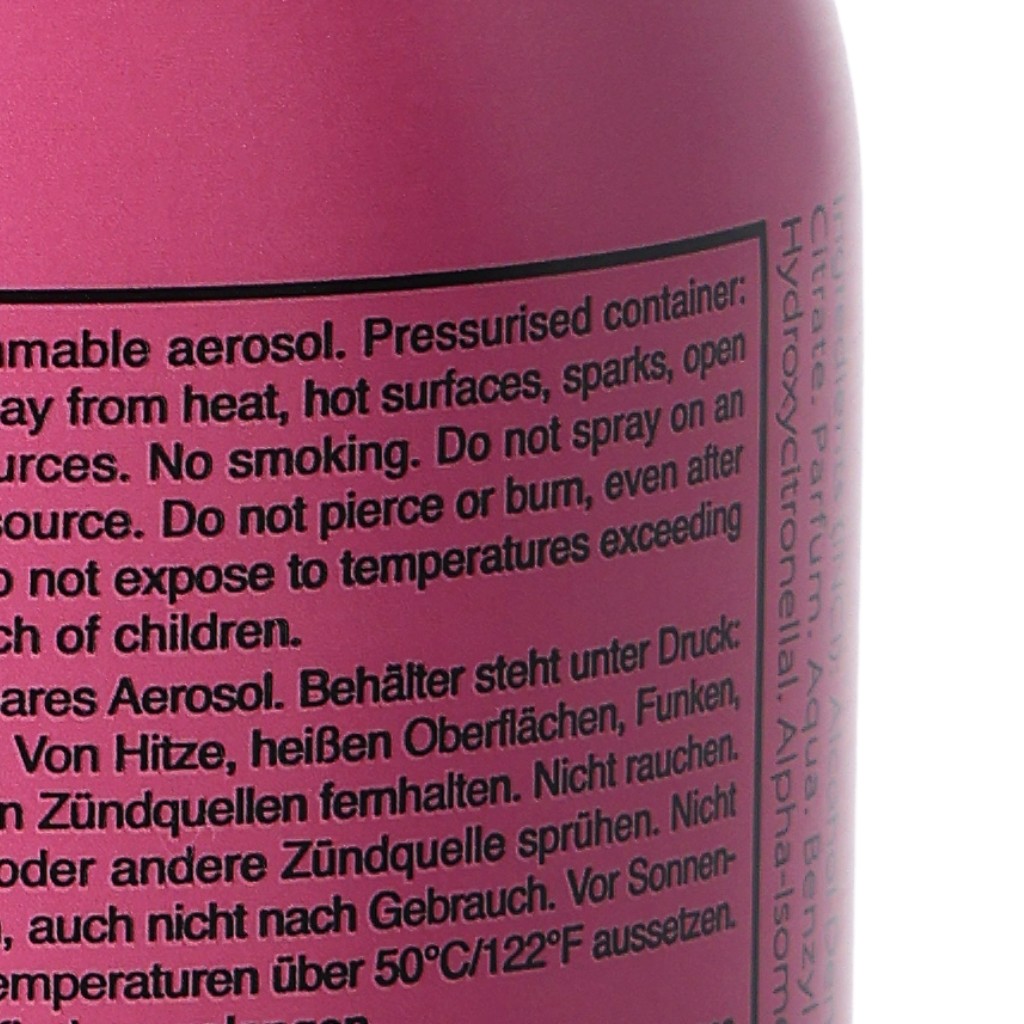 mmable aerosol. Pressurised container:
ay from heat, hot surfaces, sparks, open
urces. No smoking. Do not spray on an
source. Do not pierce or burn, even after
o not expose to temperatures exceeding
ch of children.
ares Aerosol. Behälter steht unter Druck:
Von Hitze, heißen Oberflächen, Funken,
n Zündquellen fernhalten. Nicht rauchen.
oder andere Zündquelle sprühen. Nicht
, auch nicht nach Gebrauch. Vor Sonnen-
emperaturen über 50°C/122°F aussetzen.
Ingredients
Citrate. Parfum. Aqua. Benzyl
Hydroxycitronellal. Alpha-Isome